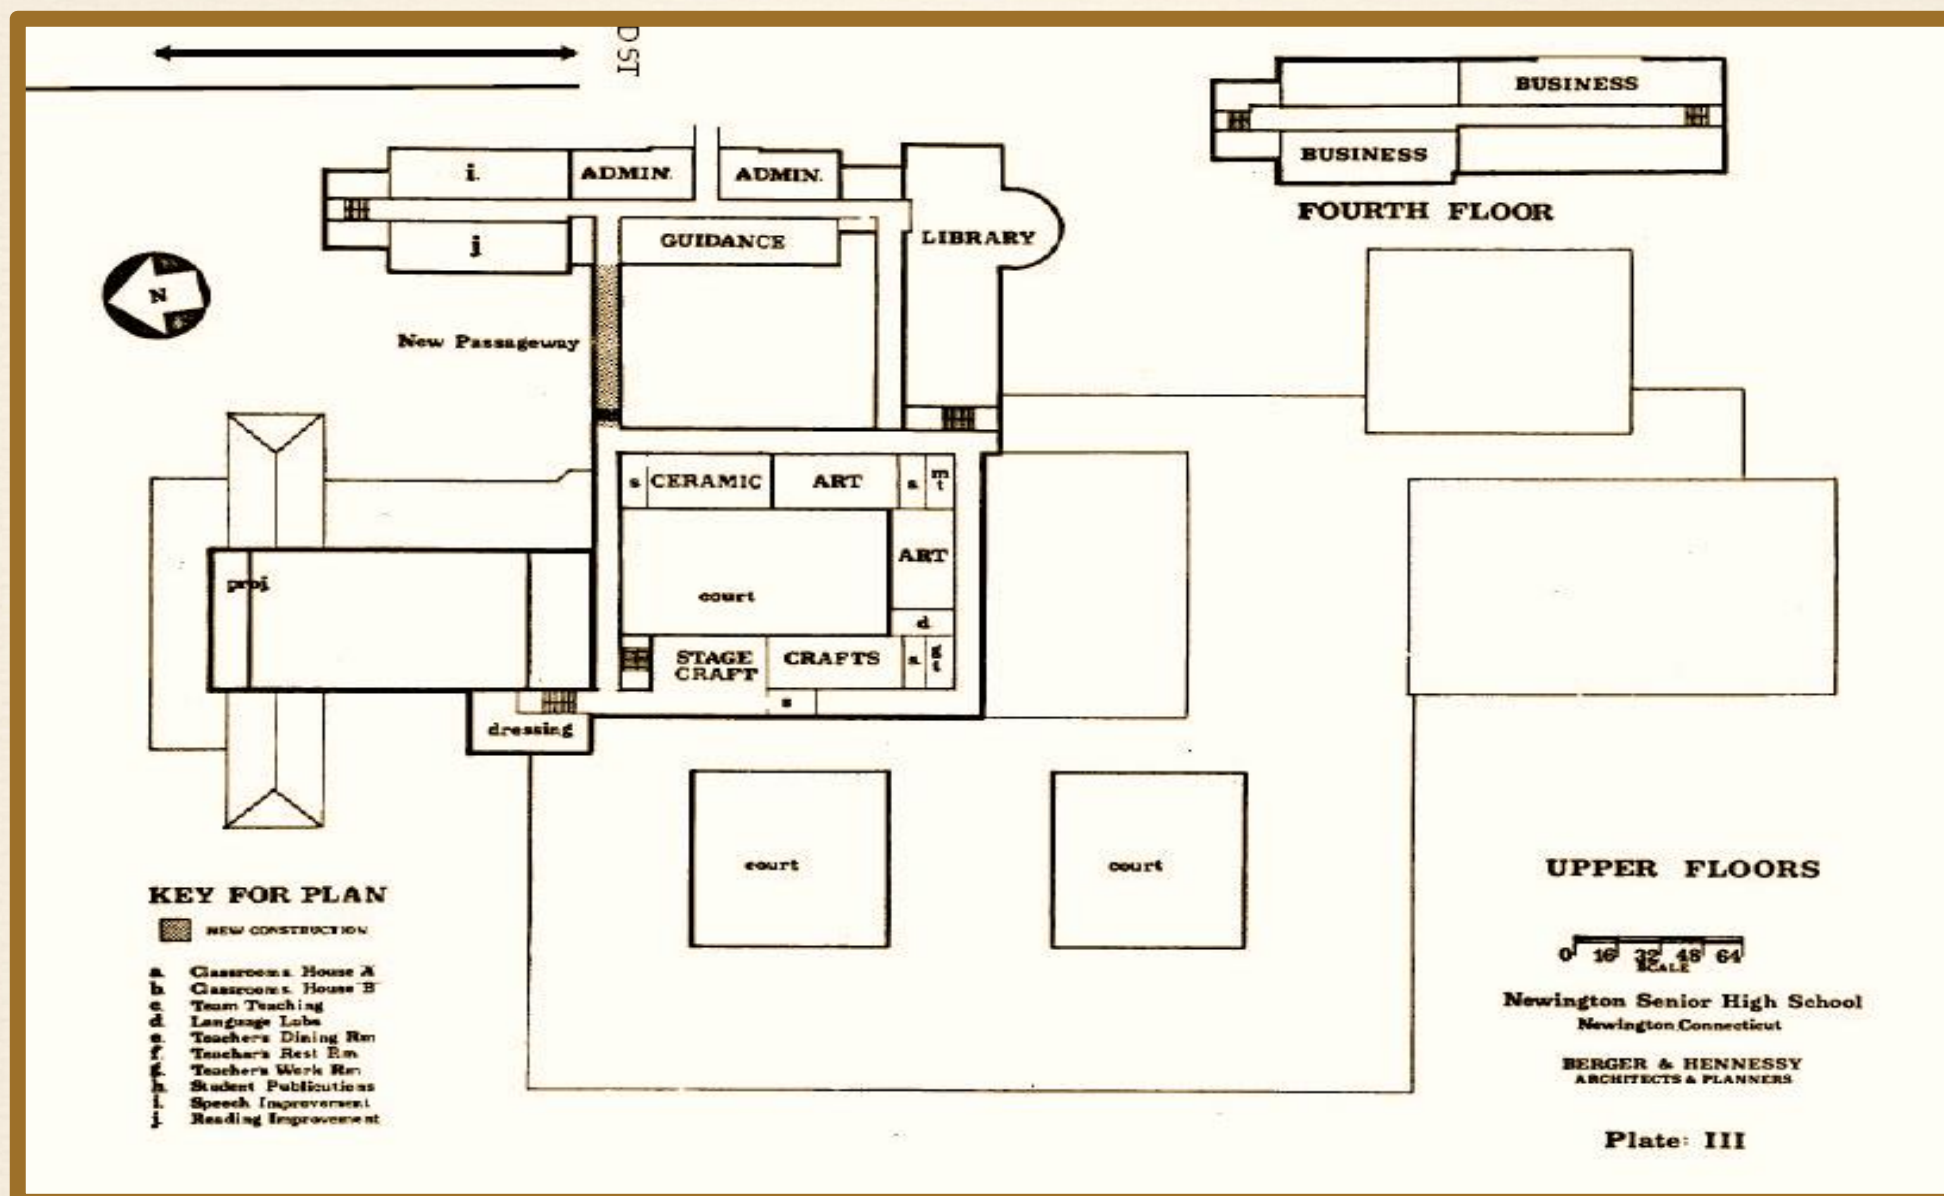 DST
BUSINESS
BUSINESS
FOURTH FLOOR
i.
ADMIN.
ADMIN.
j
GUIDANCE
LIBRARY
N
New Passageway
s
CERAMIC
ART
s
m
t
ART
proj.
court
d
STAGE
CRAFT
CRAFTS
s
g
t
s
dressing
court
court
KEY FOR PLAN
NEW CONSTRUCTION
a. Classrooms House A
b. Classrooms House B
c. Team Teaching
d. Language Labs
e. Teachers Dining Rm
f. Teachers Rest Rm
g. Teachers Work Rm
h. Student Publications
i. Speech Improvement
j. Reading Improvement
UPPER FLOORS
0 16 32 48 64
SCALE
Newington Senior High School
Newington, Connecticut
BERGER & HENNESSY
ARCHITECTS & PLANNERS
Plate: III